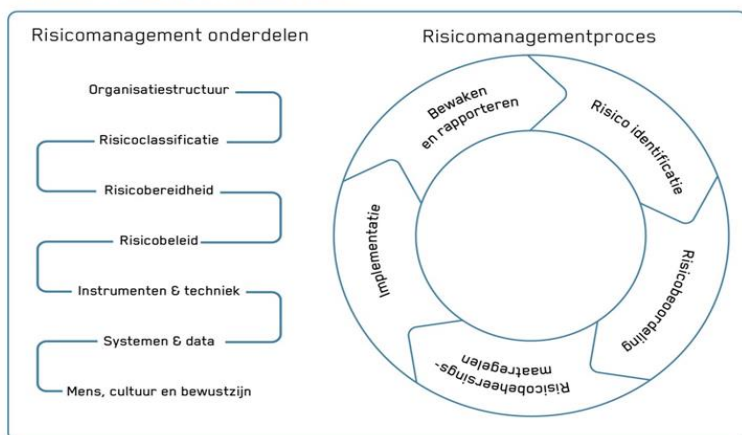 Risicomanagement onderdelen
Organisatiestructuur
Risicoclassificatie
Risicobereidheid
Risicobeleid
Instrumenten & techniek
Systemen & data
Mens, cultuur en bewustzijn
Risicomanagementproces
Risico identificatie
Risicobeoordeling
Risicobeheersings-
maatregelen
Implementatie
Bewaken
en rapporteren